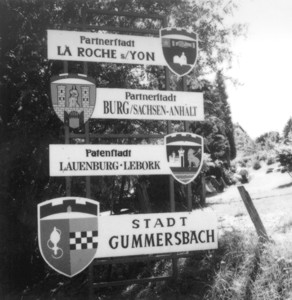 Partnerstadt
LA ROCHE s/YON
Partnerstadt
BURG/SACHSEN-ANHALT
Patenstadt
LAUENBURG-LEBORK
STADT
GUMMERSBACH